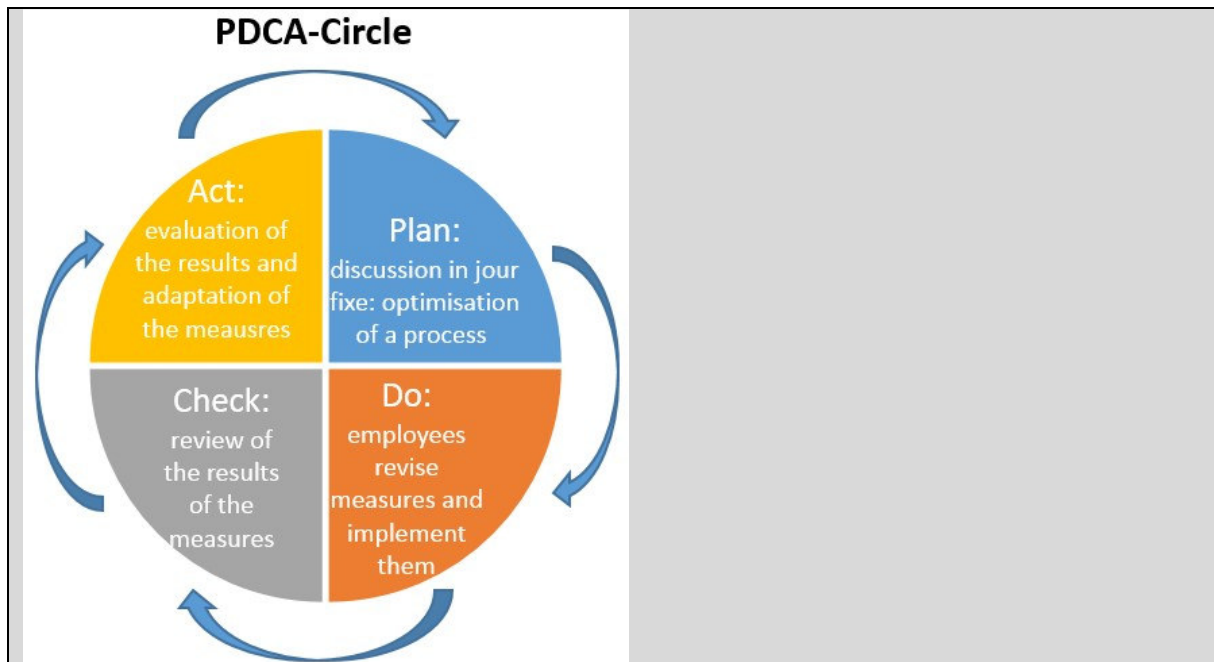 PDCA-Circle
Act:
evaluation of
the results and
adaptation of
the meausres
Plan:
discussion in jour
fixe: optimisation
of a process
Check:
review of
the results
of the
measures
Do:
employees
revise
measures and
implement
them